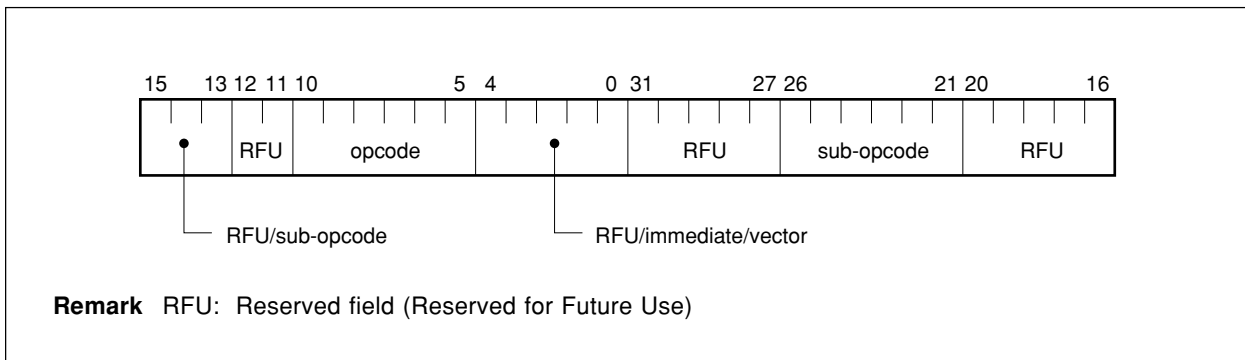 15 13 12 11 10 5 4 0 31 27 26 21 20 16
RFU opcode RFU sub-opcode RFU
RFU/sub-opcode RFU/immediate/vector
Remark RFU: Reserved field (Reserved for Future Use)